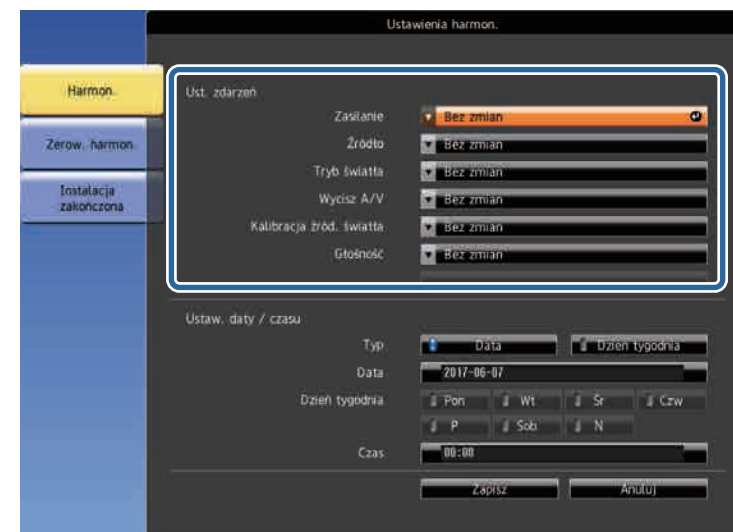 Ustawienia harmon.
Harmon.
Zerow. harmon.
Instalacja
zakończona
Ust. zdarzeń
Zasilanie Bez zmian
Źródło Bez zmian
Tryb światła Bez zmian
Wycisz A/V Bez zmian
Kalibracja źród. światła Bez zmian
Głośność Bez zmian
Ustaw. daty / czasu
Typ Data Dzień tygodnia
Data 2017-06-07
Dzień tygodnia Pon Wt Śr Czw
P Sob N
Czas 00:00
Zapisz Anuluj